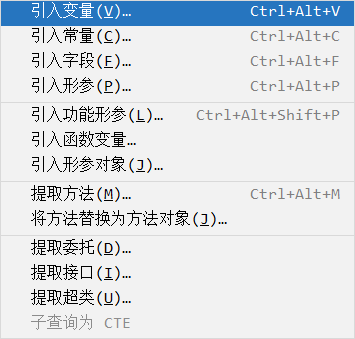 引入变量(V)… Ctrl+Alt+V
引入常量(C)… Ctrl+Alt+C
引入字段(F)… Ctrl+Alt+F
引入形参(P)… Ctrl+Alt+P
引入功能形参(L)… Ctrl+Alt+Shift+P
引入函数变量…
引入形参对象(J)…
提取方法(M)… Ctrl+Alt+M
将方法替换为方法对象(J)…
提取委托(D)…
提取接口(I)…
提取超类(U)…
子查询为 CTE